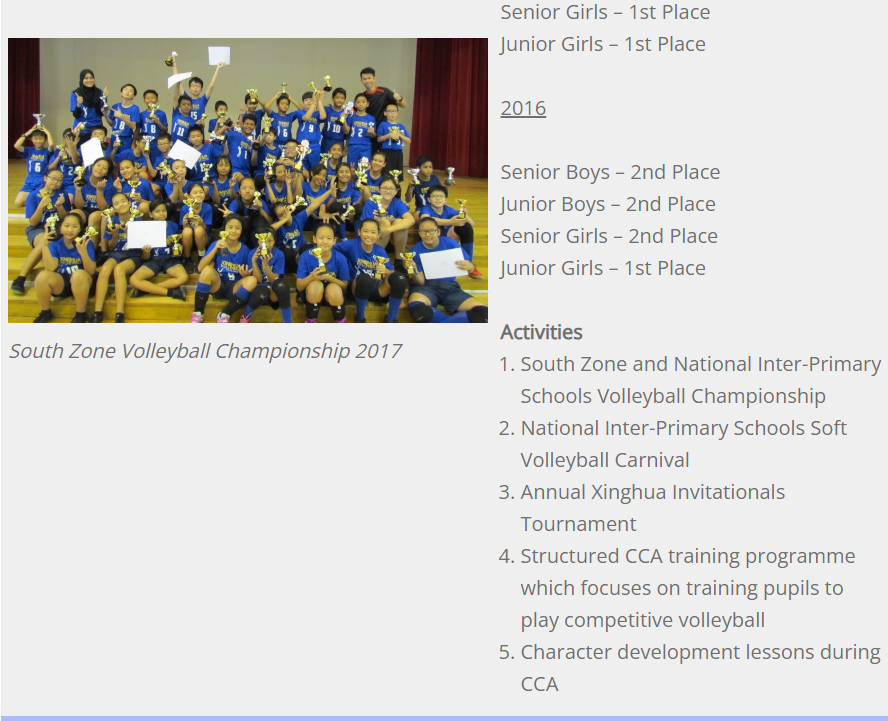 Senior Girls – 1st Place
Junior Girls – 1st Place
2016
Senior Boys – 2nd Place
Junior Boys – 2nd Place
Senior Girls – 2nd Place
Junior Girls – 1st Place
South Zone Volleyball Championship 2017
Activities
1. South Zone and National Inter-Primary
Schools Volleyball Championship
2. National Inter-Primary Schools Soft
Volleyball Carnival
3. Annual Xinghua Invitationals
Tournament
4. Structured CCA training programme
which focuses on training pupils to
play competitive volleyball
5. Character development lessons during
CCA